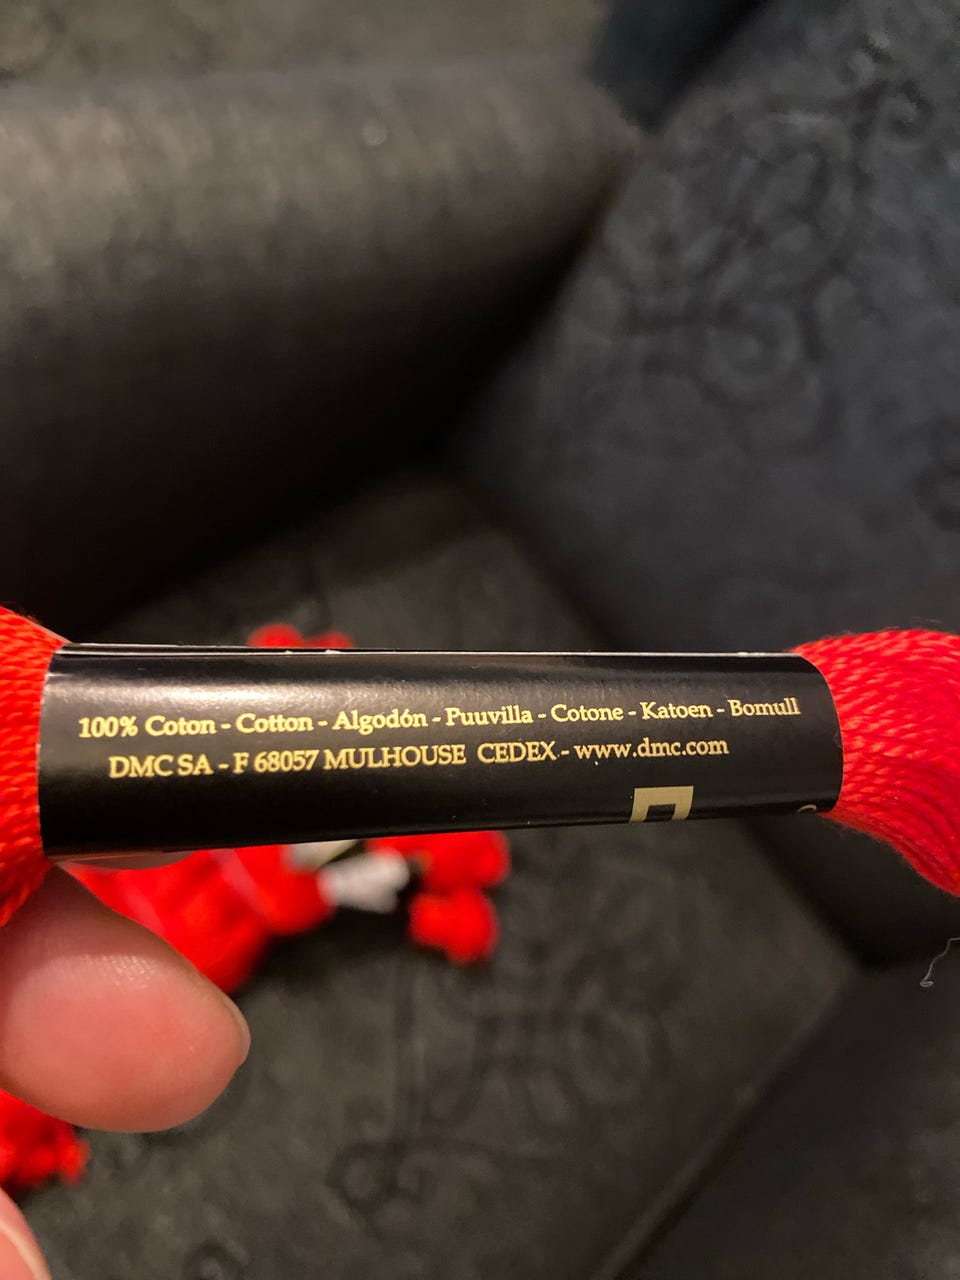 100% Coton - Cotton - Algodón - Puuvilla - Cotone - Katoen - Bomull
DMC SA - F 68057 MULHOUSE CEDEX - www.dmc.com